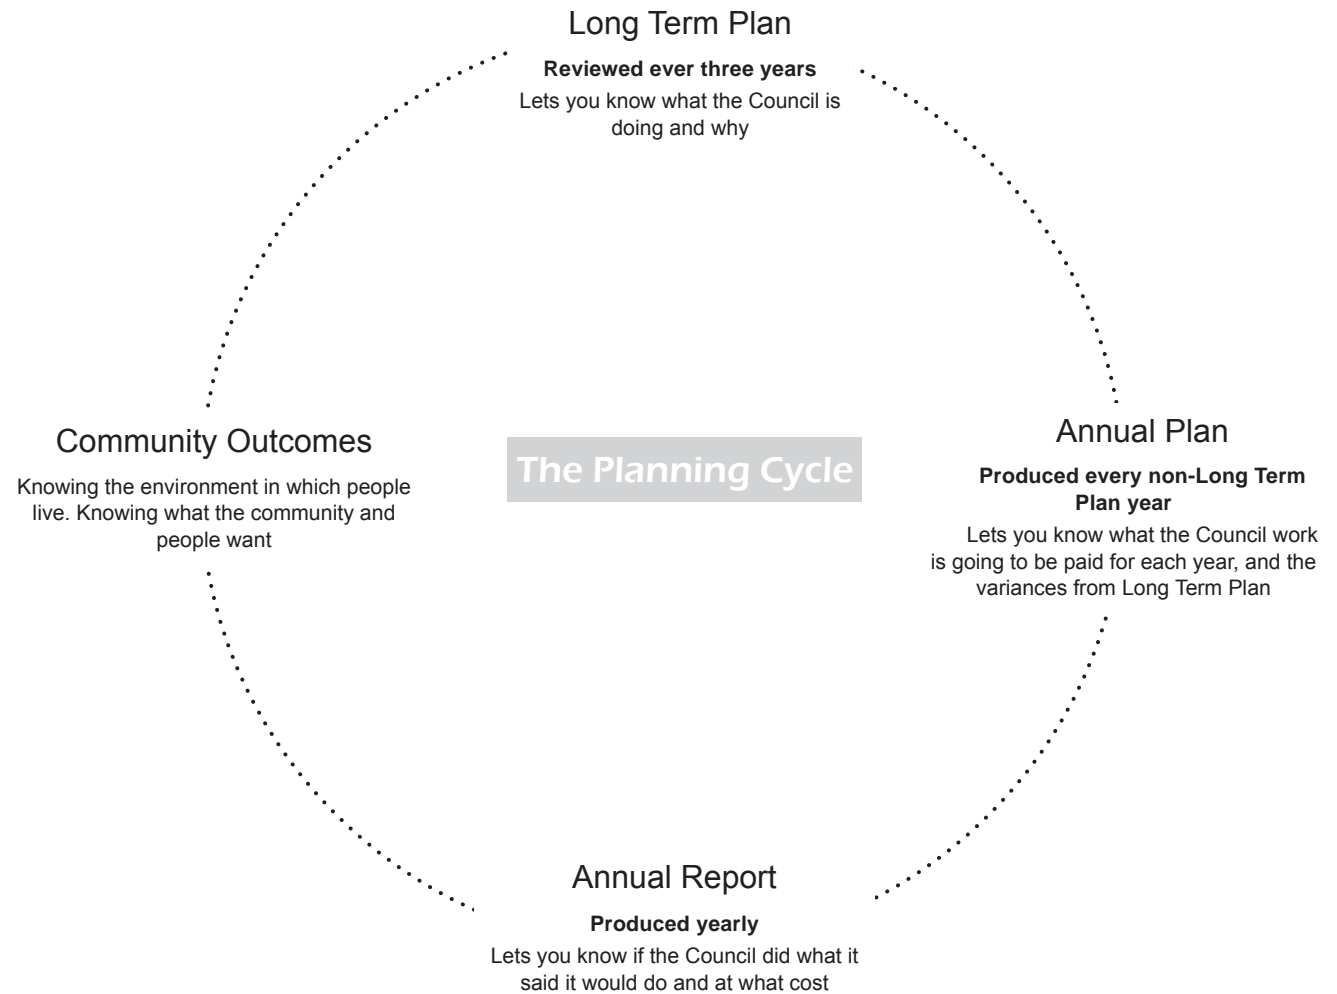 Long Term Plan
Reviewed ever three years
Lets you know what the Council is
doing and why
Community Outcomes
Knowing the environment in which people
live. Knowing what the community and
people want
The Planning Cycle
Annual Plan
Produced every non-Long Term
Plan year
Lets you know what the Council work
is going to be paid for each year, and the
variances from Long Term Plan
Annual Report
Produced yearly
Lets you know if the Council did what it
said it would do and at what cost